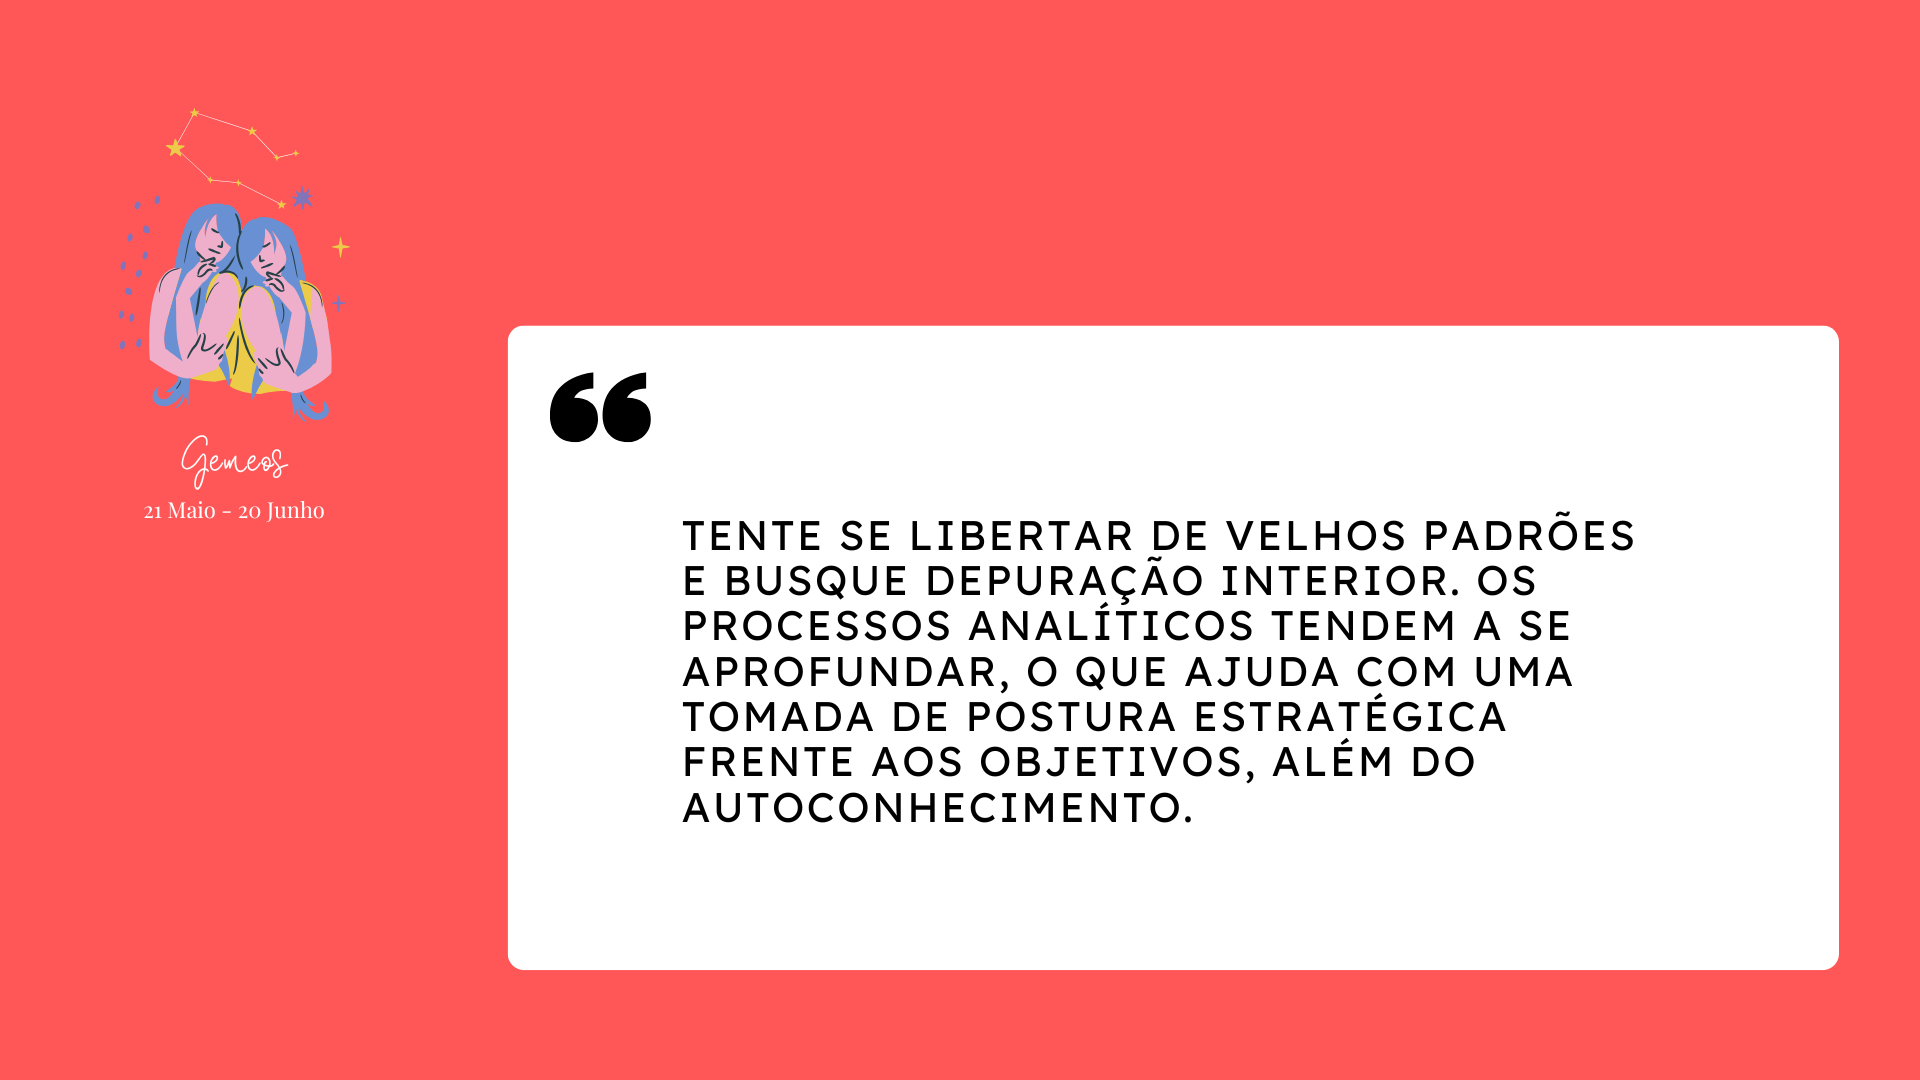 Gemeos
21 Maio - 20 Junho
“
TENTE SE LIBERTAR DE VELHOS PADRÕES
E BUSQUE DEPURAÇÃO INTERIOR. OS
PROCESSOS ANALÍTICOS TENDEM A SE
APROFUNDAR, O QUE AJUDA COM UMA
TOMADA DE POSTURA ESTRATÉGICA
FRENTE AOS OBJETIVOS, ALÉM DO
AUTOCONHECIMENTO.